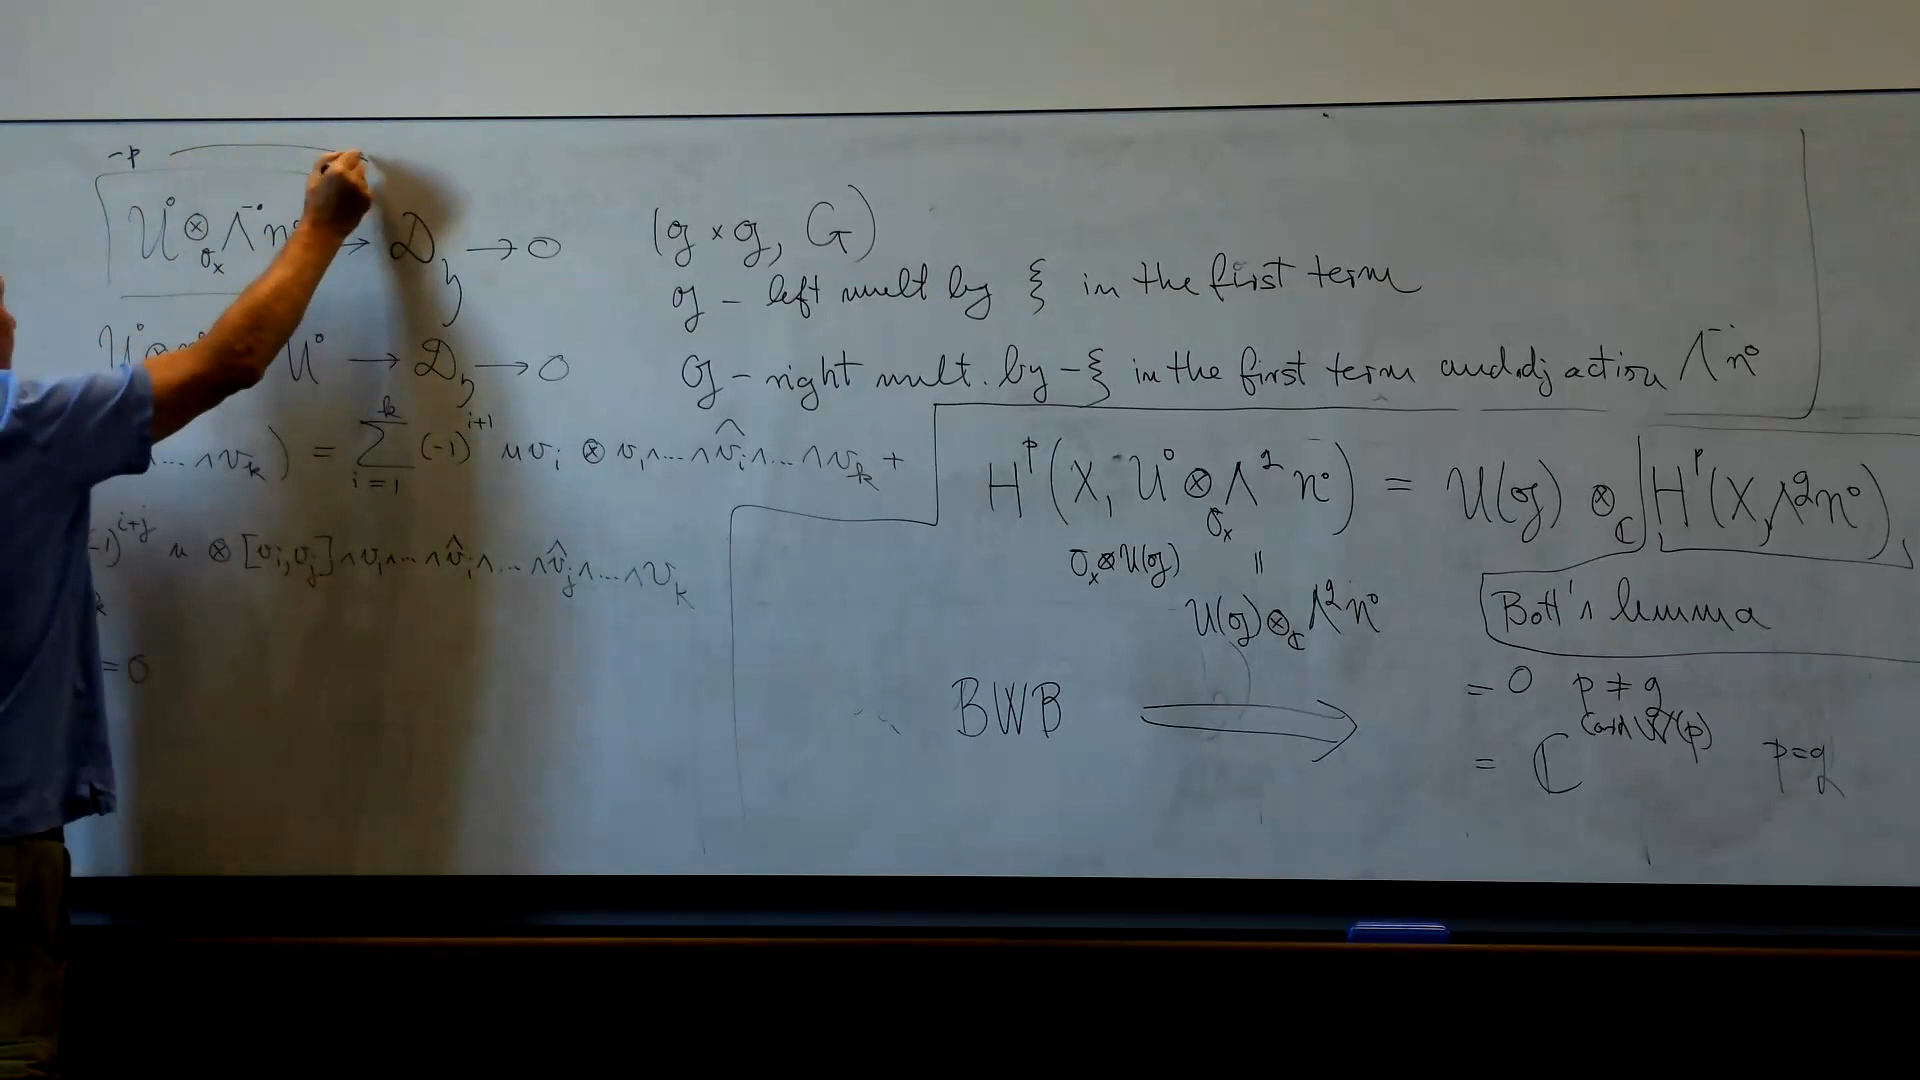 -p
U° ⊗_{O_x} Λ^{-·} n° → D_h → 0
U° → D_h → 0
... ∧ v_k) = Σ_{i=1}^{k} (-1)^{i+1} u v_i ⊗ v_1 ∧ ... ∧ v̂_i ∧ ... ∧ v_k +
-1)^{i+j} u ⊗ [v_i, v_j] ∧ v_1 ... ∧ v̂_i ∧ ... ∧ v̂_j ∧ ... ∧ v_k
= 0
(g × g, G)
g - left mult by ξ in the first term
g - right mult. by -ξ in the first term and adj action Λ^{-·} n°
H^p(X, U° ⊗_{O_x} Λ^q n°) = U(g) ⊗_ℂ H^p(X, Λ^q n°)
O_x ⊗ U(g) ||
U(g) ⊗_ℂ Λ^q n°
Bott's lemma
BWB ⟹
= 0 p ≠ q
= ℂ^{Card W(p)} p = q